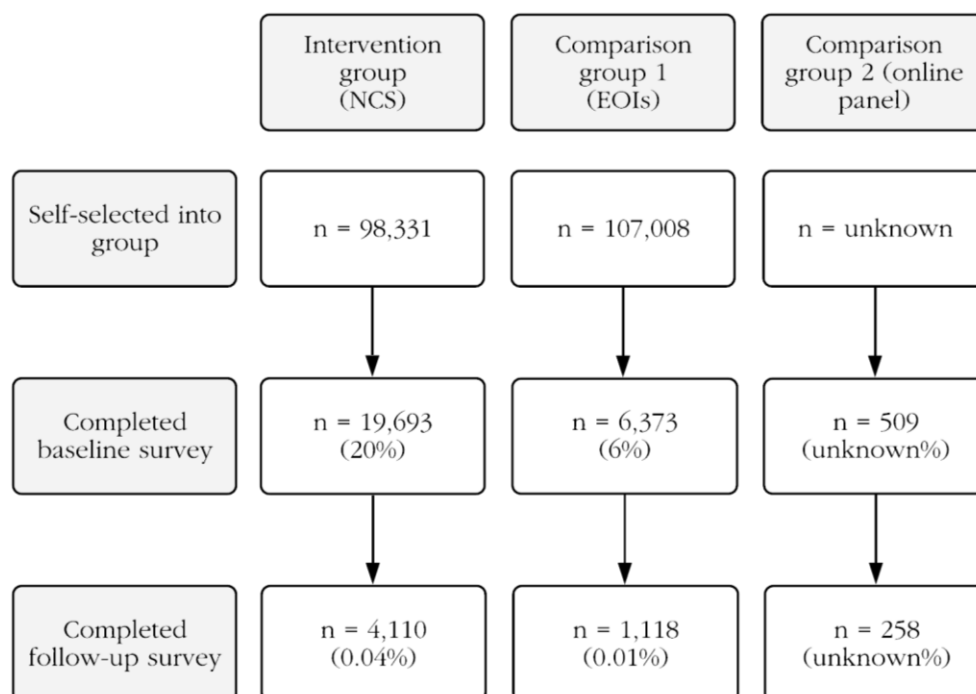 Intervention
group
(NCS)
Comparison
group 1
(EOIs)
Comparison
group 2 (online
panel)
Self-selected into
group
n = 98,331
n = 107,008
n = unknown
Completed
baseline survey
n = 19,693
(20%)
n = 6,373
(6%)
n = 509
(unknown%)
Completed
follow-up survey
n = 4,110
(0.04%)
n = 1,118
(0.01%)
n = 258
(unknown%)